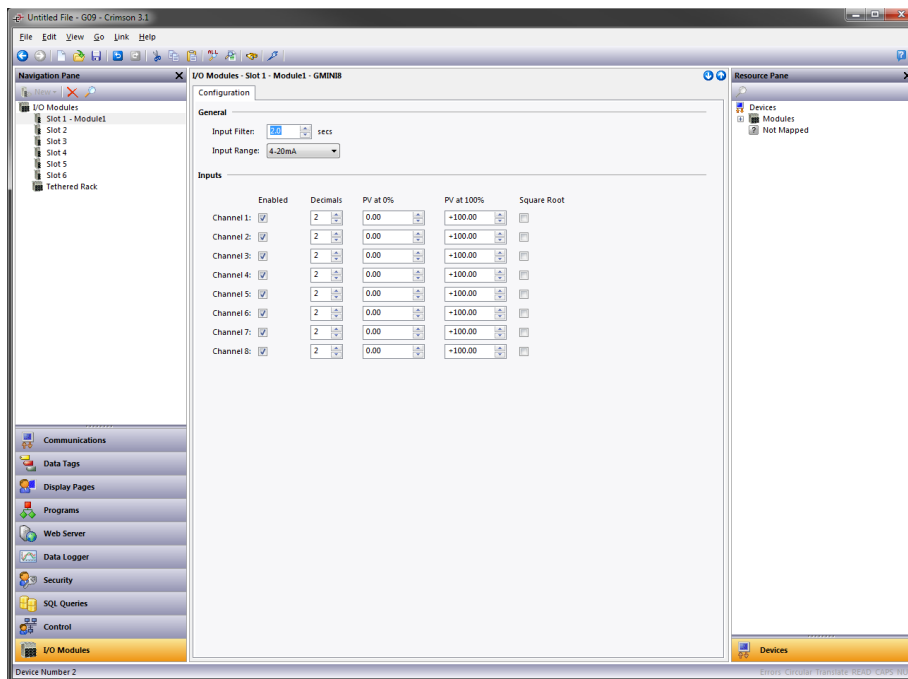 Untitled File - G09 - Crimson 3.1
File Edit View Go Link Help
Navigation Pane
New
I/O Modules
Slot 1 - Module1
Slot 2
Slot 3
Slot 4
Slot 5
Slot 6
Tethered Rack
Communications
Data Tags
Display Pages
Programs
Web Server
Data Logger
Security
SQL Queries
Control
I/O Modules
I/O Modules - Slot 1 - Module1 - GMINI8
Configuration
General
Input Filter: 2.0 secs
Input Range: 4-20mA
Inputs
Enabled Decimals PV at 0% PV at 100% Square Root
Channel 1: 2 0.00 +100.00
Channel 2: 2 0.00 +100.00
Channel 3: 2 0.00 +100.00
Channel 4: 2 0.00 +100.00
Channel 5: 2 0.00 +100.00
Channel 6: 2 0.00 +100.00
Channel 7: 2 0.00 +100.00
Channel 8: 2 0.00 +100.00
Resource Pane
Devices
Modules
Not Mapped
Devices
Device Number 2
Errors Circular Translate READ CAPS NU